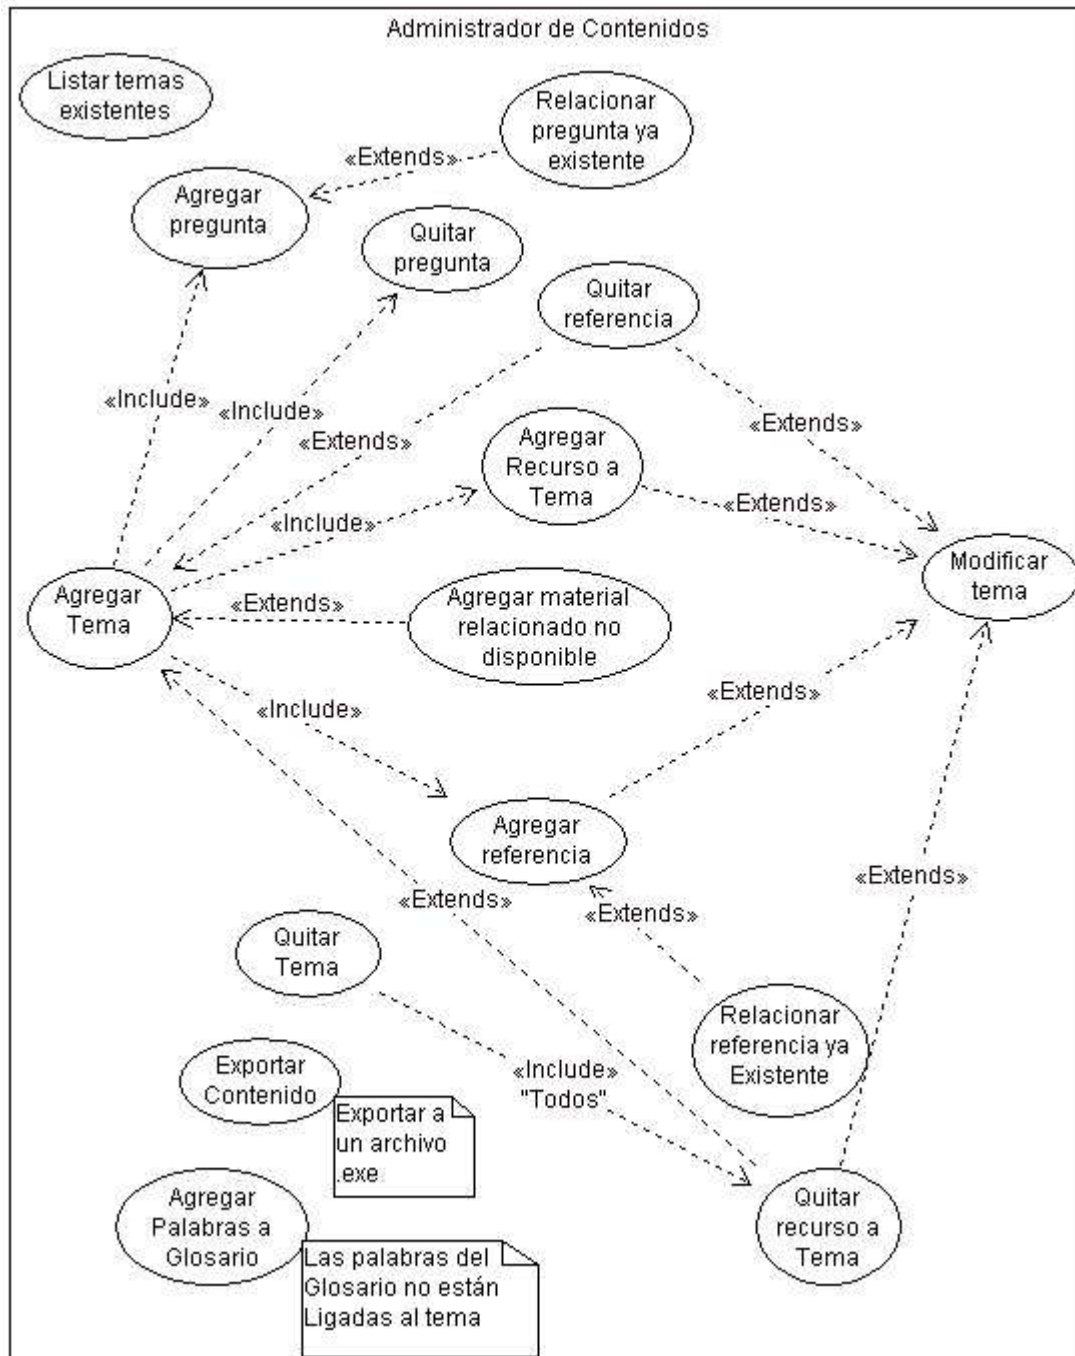 Administrador de Contenidos
Listar temas
existentes
Relacionar
pregunta ya
existente
«Extends»
Agregar
pregunta
Quitar
pregunta
Quitar
referencia
«Include»
«Include»
«Extends»
«Extends»
Agregar
Recurso a
Tema
«Include»
«Extends»
Modificar
tema
Agregar
Tema
«Extends»
Agregar material
relacionado no
disponible
«Include»
«Extends»
Agregar
referencia
«Extends»
«Extends»
«Extends»
Quitar
Tema
Relacionar
referencia ya
Existente
Exportar
Contenido
«Include»
"Todos"
Exportar a
un archivo
.exe
Agregar
Palabras a
Glosario
Quitar
recurso a
Tema
Las palabras del
Glosario no están
Ligadas al tema